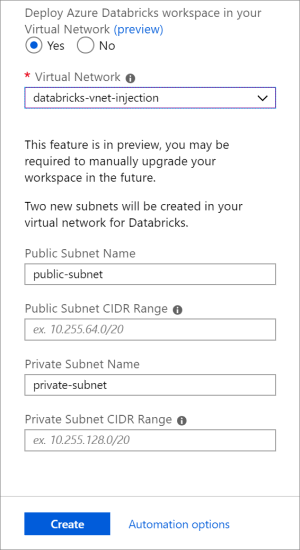 Deploy Azure Databricks workspace in your
Virtual Network (preview)
Yes No
* Virtual Network
databricks-vnet-injection
This feature is in preview, you may be
required to manually upgrade your
workspace in the future.
Two new subnets will be created in your
virtual network for Databricks.
Public Subnet Name
public-subnet
Public Subnet CIDR Range
ex. 10.255.64.0/20
Private Subnet Name
private-subnet
Private Subnet CIDR Range
ex. 10.255.128.0/20
Create Automation options